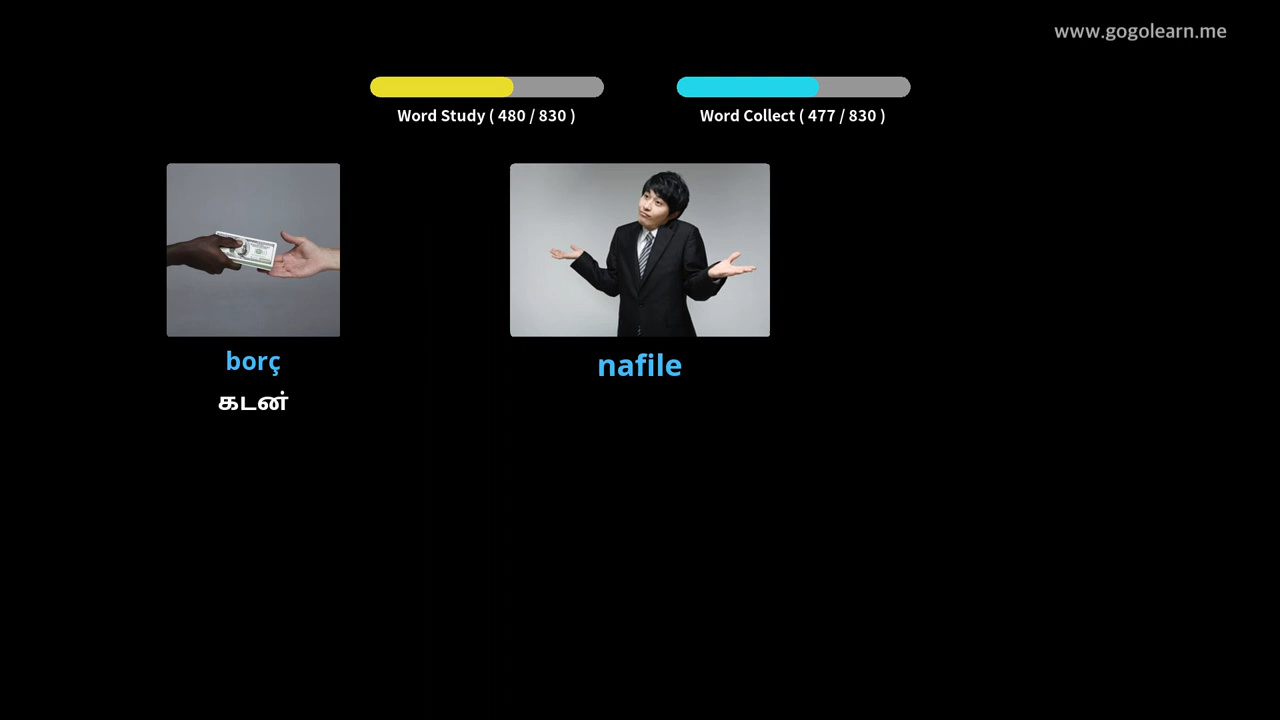 www.gogolearn.me
Word Study ( 480 / 830 )
Word Collect ( 477 / 830 )
borç
கடன்
nafile